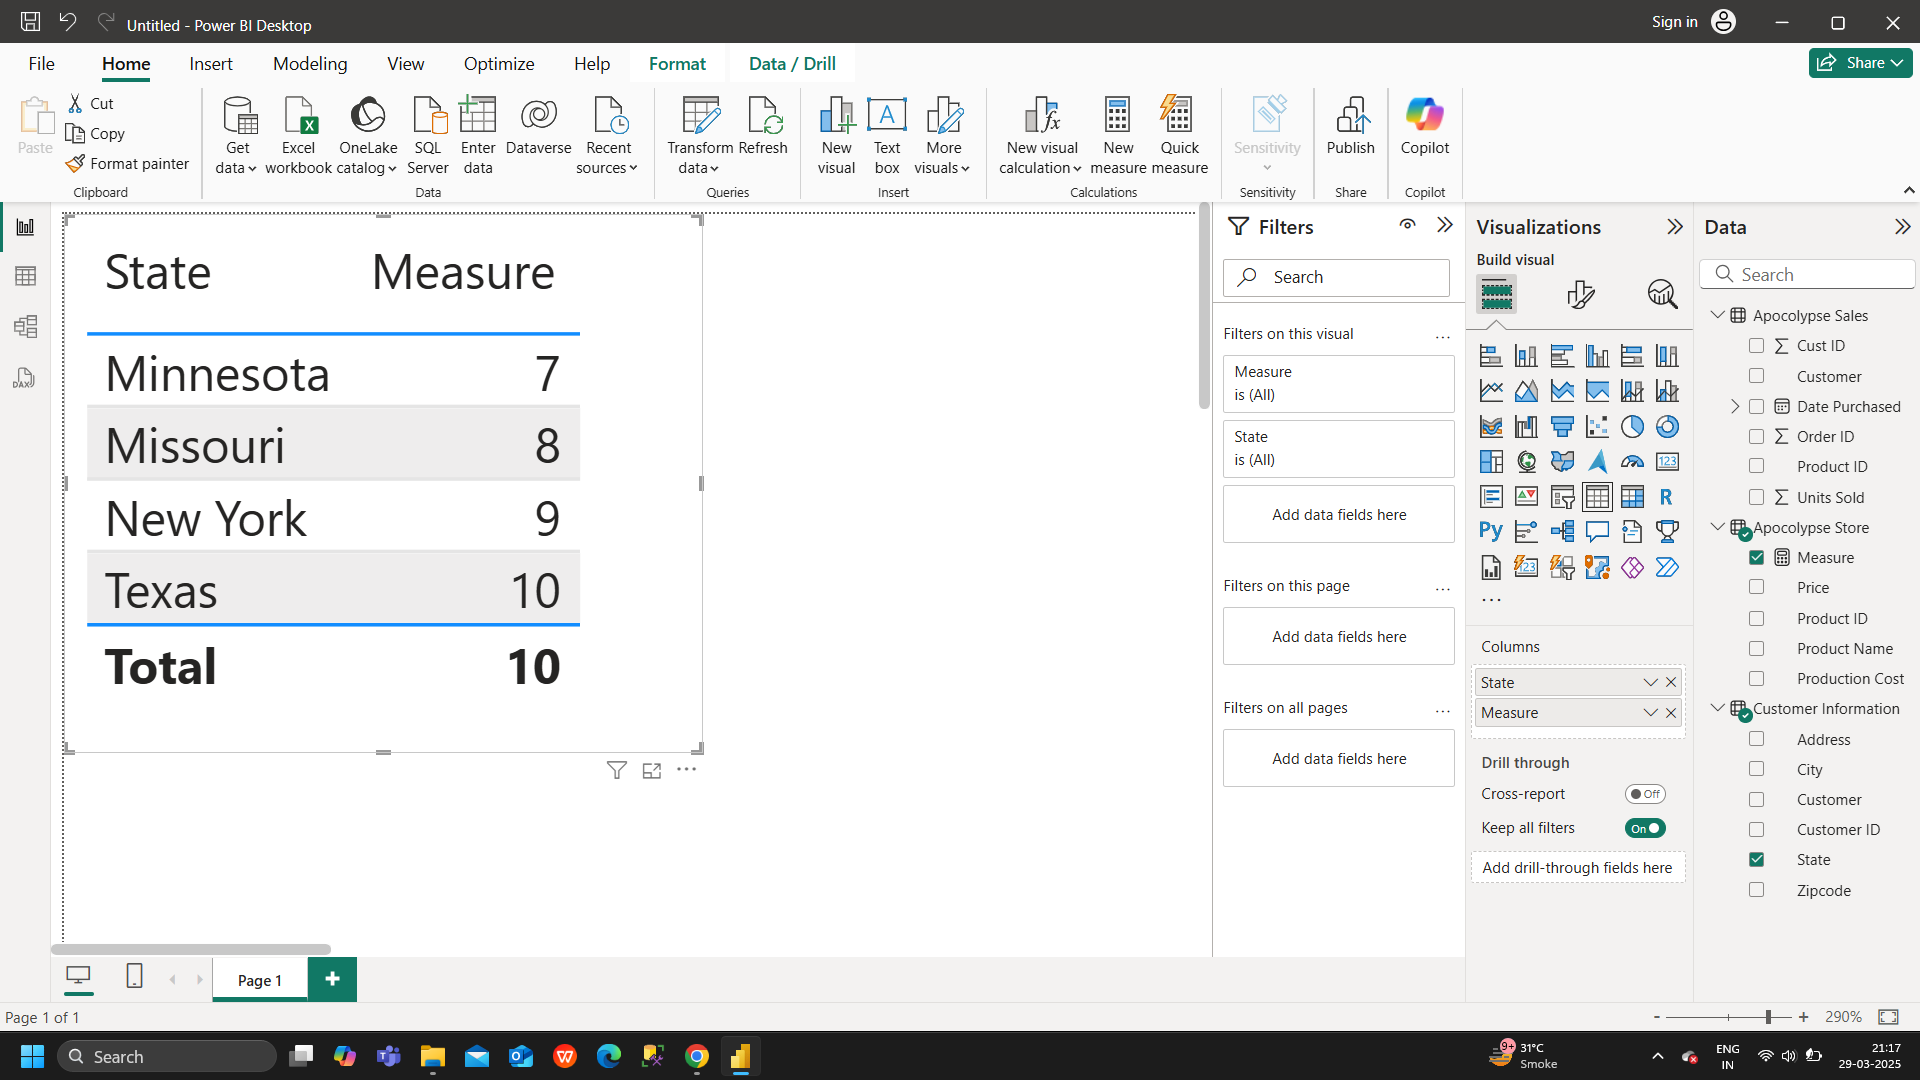 Untitled - Power BI Desktop
Sign in
File Home Insert Modeling View Optimize Help Format Data / Drill
Share
Paste
Cut
Copy
Format painter
Clipboard
Get data
Excel workbook
OneLake catalog
SQL Server
Enter data
Dataverse
Recent sources
Data
Transform data
Refresh
Queries
New visual
A
Text box
More visuals
Insert
New visual calculation
New measure
Quick measure
Calculations
Sensitivity
Sensitivity
Publish
Share
Copilot
Copilot
State Measure
Minnesota 7
Missouri 8
New York 9
Texas 10
Total 10
Filters
Search
Filters on this visual ...
Measure
is (All)
State
is (All)
Add data fields here
Filters on this page ...
Add data fields here
Filters on all pages ...
Add data fields here
Visualizations
Build visual
123
R
Py
123
...
Columns
State
Measure
Drill through
Cross-report Off
Keep all filters On
Add drill-through fields here
Data
Search
Apocolypse Sales
Σ Cust ID
Customer
Date Purchased
Σ Order ID
Product ID
Σ Units Sold
Apocolypse Store
Measure
Price
Product ID
Product Name
Production Cost
Customer Information
Address
City
Customer
Customer ID
State
Zipcode
DAX
Page 1 +
Page 1 of 1
- + 290%
Search
9+
31°C
Smoke
ENG
IN
21:17
29-03-2025